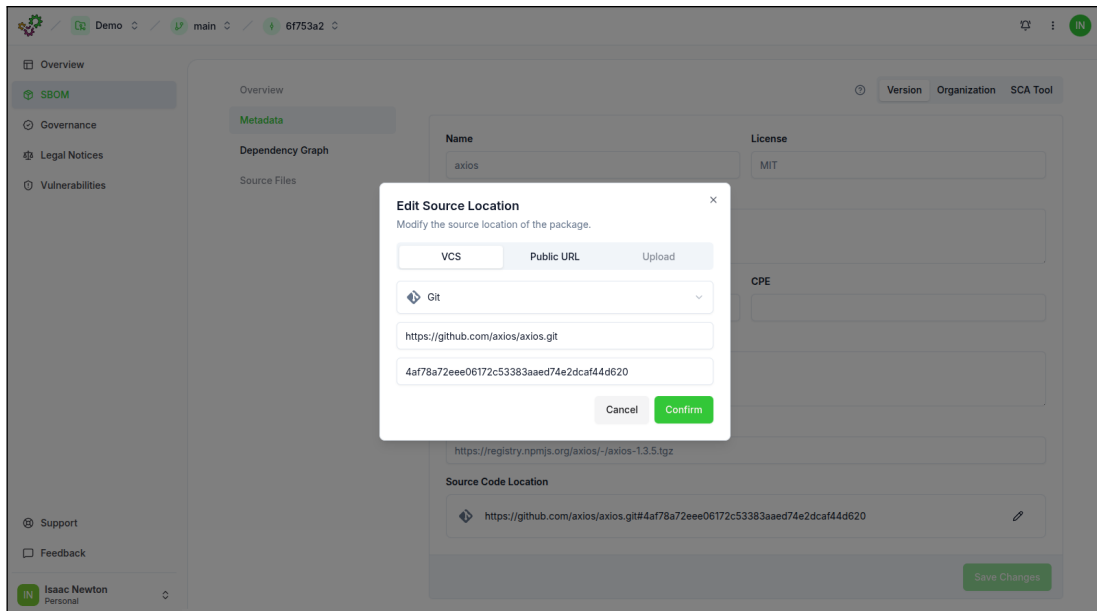 Demo
main
6f753a2
IN
Overview
SBOM
Governance
Legal Notices
Vulnerabilities
Support
Feedback
IN
Isaac Newton
Personal
Overview
Metadata
Dependency Graph
Source Files
Version Organization SCA Tool
Name
axios
License
MIT
CPE
https://registry.npmjs.org/axios/-/axios-1.3.5.tgz
Source Code Location
https://github.com/axios/axios.git#4af78a72eee06172c53383aaed74e2dcaf44d620
Save Changes
Edit Source Location
Modify the source location of the package.
VCS Public URL Upload
Git
https://github.com/axios/axios.git
4af78a72eee06172c53383aaed74e2dcaf44d620
Cancel Confirm